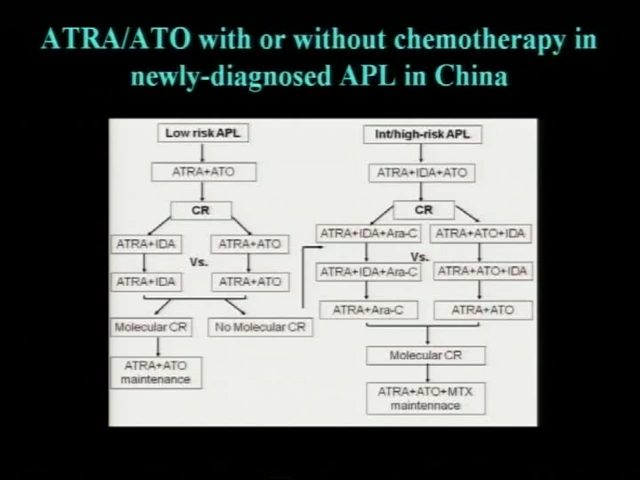 ATRA/ATO with or without chemotherapy in
newly-diagnosed APL in China
Low risk APL
ATRA+ATO
CR
ATRA+IDA
ATRA+ATO
Vs.
ATRA+IDA
ATRA+ATO
Molecular CR
No Molecular CR
ATRA+ATO
maintenance
Int/high-risk APL
ATRA+IDA+ATO
CR
ATRA+IDA+Ara-C
ATRA+ATO+IDA
Vs.
ATRA+IDA+Ara-C
ATRA+ATO+IDA
ATRA+Ara-C
ATRA+ATO
Molecular CR
ATRA+ATO+MTX
maintennace